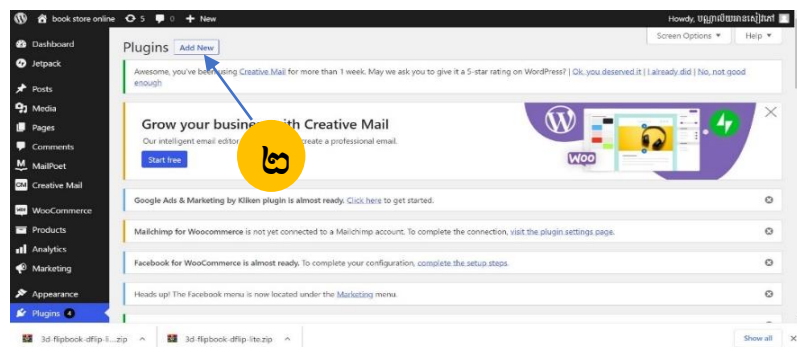 book store online 5 0 + New
Howdy,
Screen Options ▼ Help ▼
Dashboard
Jetpack
Posts
Media
Pages
Comments
MailPoet
Creative Mail
WooCommerce
Products
Analytics
Marketing
Appearance
Plugins 4
Plugins Add New
Awesome, you've been using Creative Mail for more than 1 week. May we ask you to give it a 5-star rating on WordPress? | Ok, you deserved it | I already did | No, not good
enough
Grow your business with Creative Mail
Our intelligent email editor create a professional email.
Start free
២
WOO
Google Ads & Marketing by Kliken plugin is almost ready. Click here to get started.
Mailchimp for Woocommerce is not yet connected to a Mailchimp account. To complete the connection, visit the plugin settings page.
Facebook for WooCommerce is almost ready. To complete your configuration, complete the setup steps.
Heads up! The Facebook menu is now located under the Marketing menu.
3d-flipbook-dflip-li....zip
3d-flipbook-dflip-lite.zip
Show all